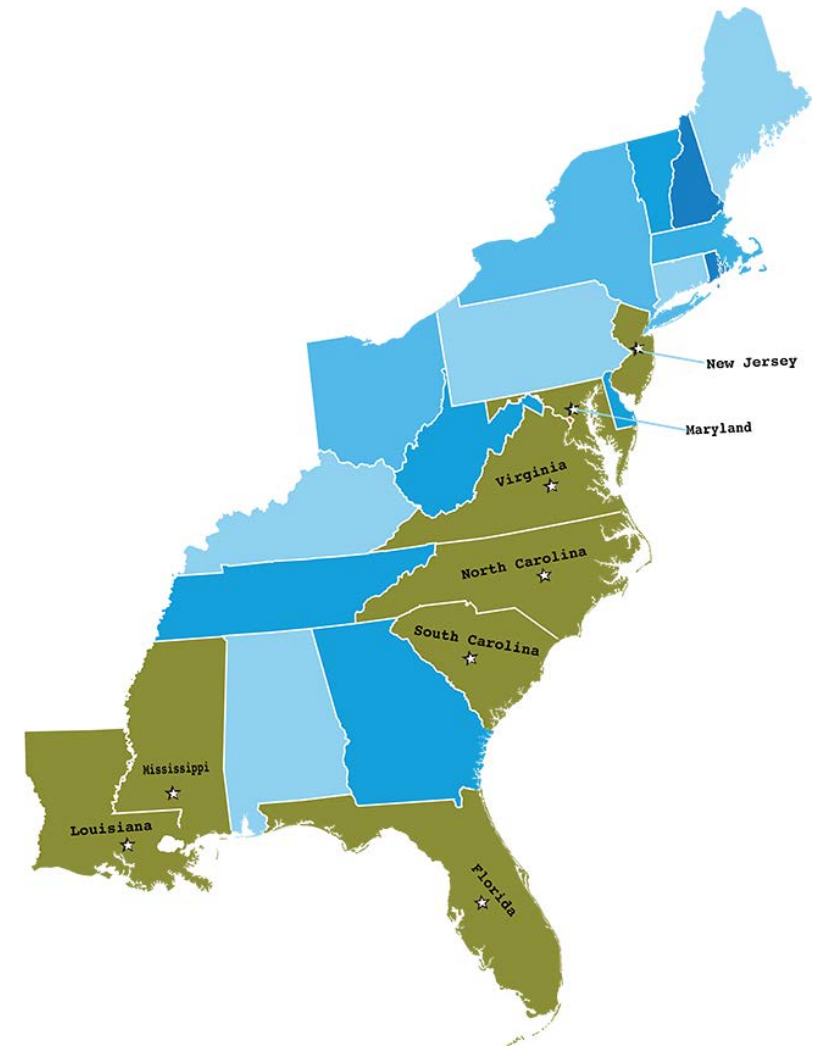 New Jersey
Maryland
Virginia
North Carolina
South Carolina
Mississippi
Louisiana
Florida